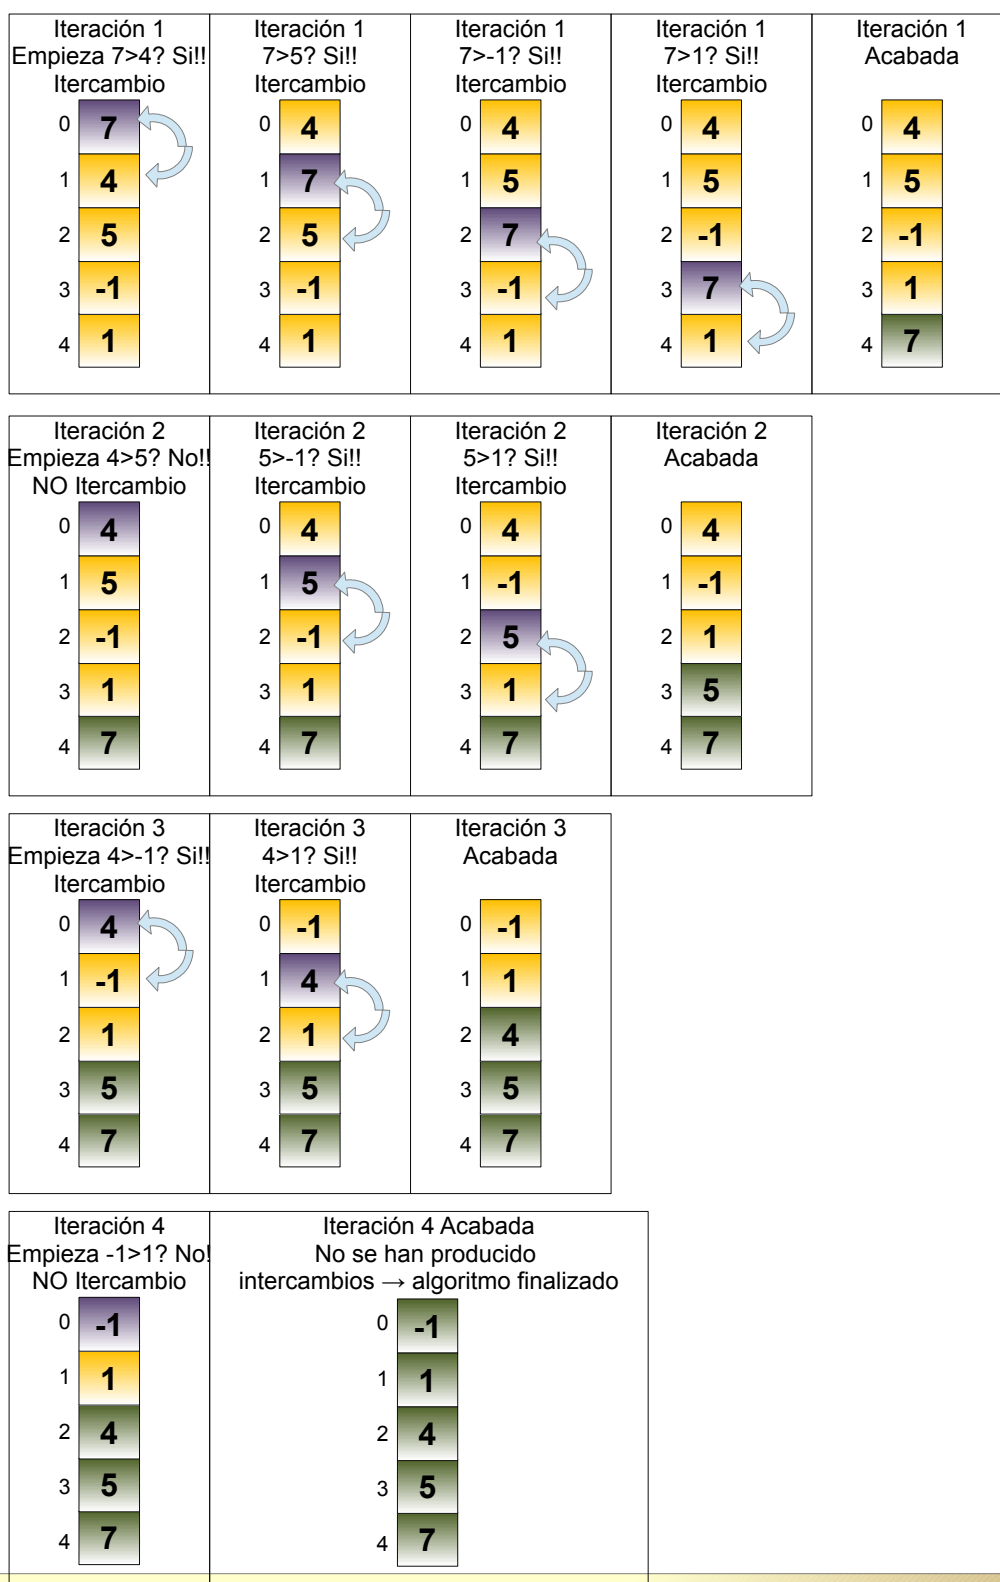 Iteración 1
Empieza 7>4? Si!!
Itercambio
0 7
1 4
2 5
3 -1
4 1
Iteración 1
7>5? Si!!
Itercambio
0 4
1 7
2 5
3 -1
4 1
Iteración 1
7>-1? Si!!
Itercambio
0 4
1 5
2 7
3 -1
4 1
Iteración 1
7>1? Si!!
Itercambio
0 4
1 5
2 -1
3 7
4 1
Iteración 1
Acabada
0 4
1 5
2 -1
3 1
4 7
Iteración 2
Empieza 4>5? No!!
NO Itercambio
0 4
1 5
2 -1
3 1
4 7
Iteración 2
5>-1? Si!!
Itercambio
0 4
1 5
2 -1
3 1
4 7
Iteración 2
5>1? Si!!
Itercambio
0 4
1 -1
2 5
3 1
4 7
Iteración 2
Acabada
0 4
1 -1
2 1
3 5
4 7
Iteración 3
Empieza 4>-1? Si!!
Itercambio
0 4
1 -1
2 1
3 5
4 7
Iteración 3
4>1? Si!!
Itercambio
0 -1
1 4
2 1
3 5
4 7
Iteración 3
Acabada
0 -1
1 1
2 4
3 5
4 7
Iteración 4
Empieza -1>1? No!
NO Itercambio
0 -1
1 1
2 4
3 5
4 7
Iteración 4 Acabada
No se han producido
intercambios → algoritmo finalizado
0 -1
1 1
2 4
3 5
4 7